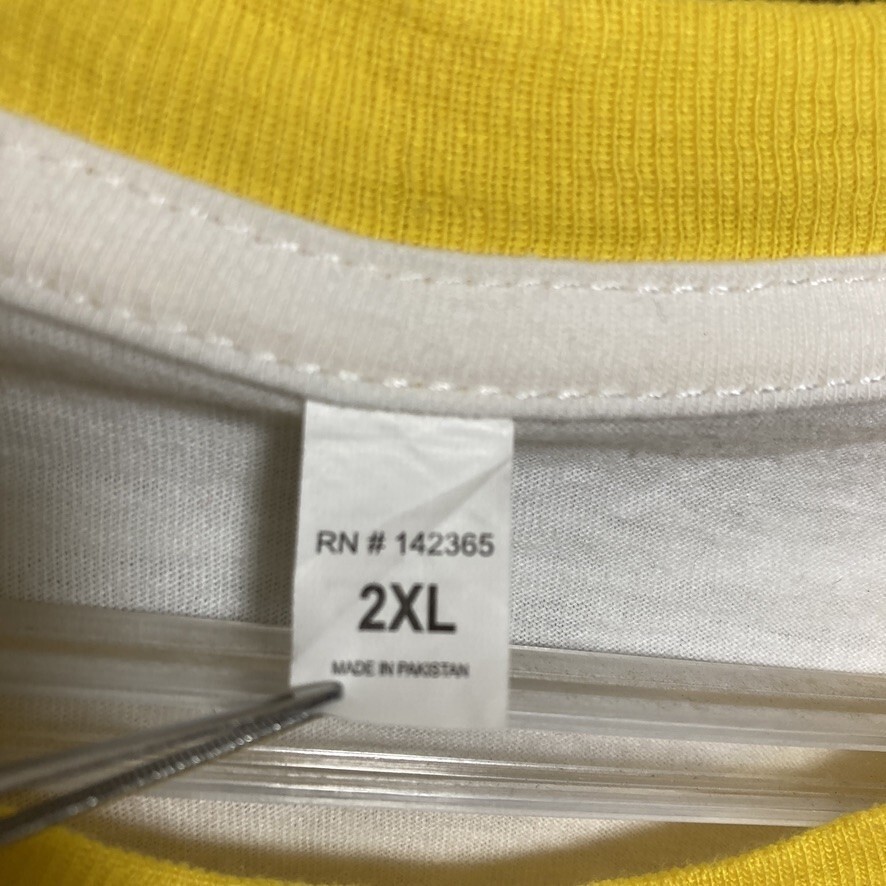 RN # 142365
2XL
MADE IN PAKISTAN